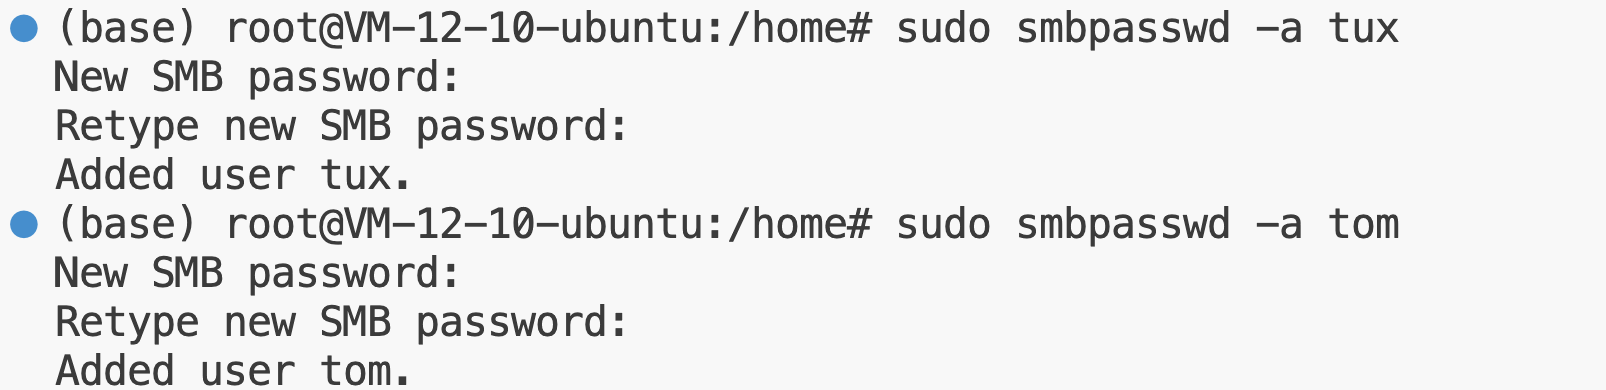 (base) root@VM-12-10-ubuntu:/home# sudo smbpasswd -a tux
New SMB password:
Retype new SMB password:
Added user tux.
(base) root@VM-12-10-ubuntu:/home# sudo smbpasswd -a tom
New SMB password:
Retype new SMB password:
Added user tom.